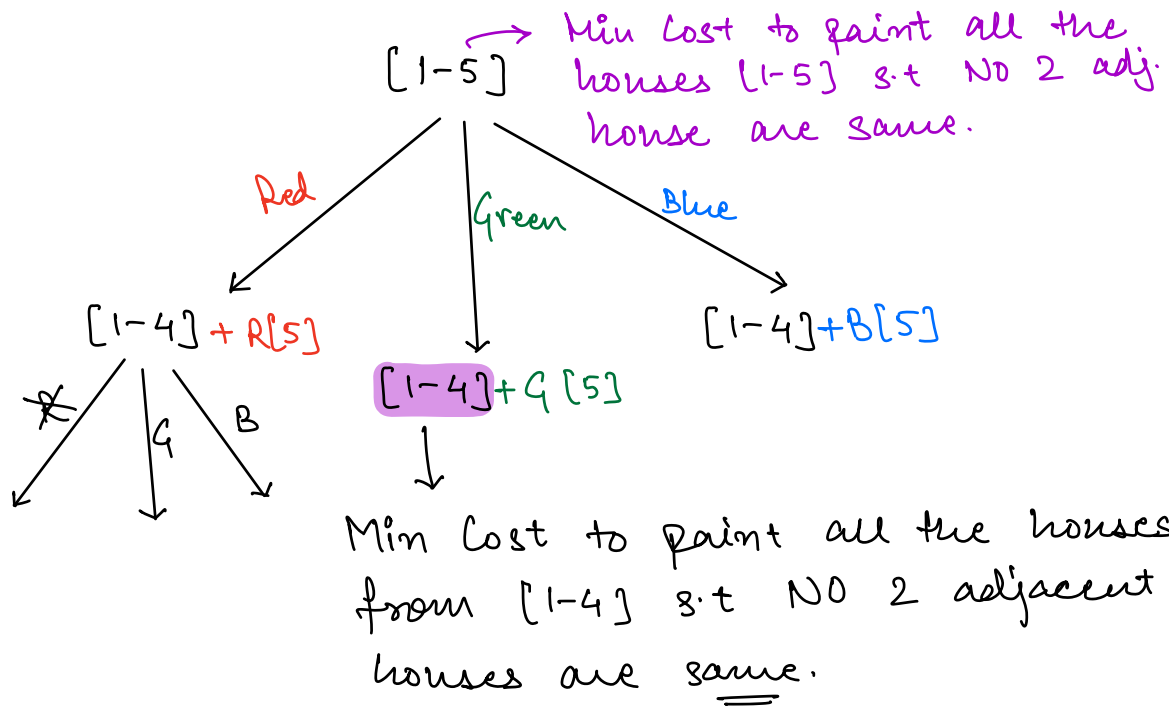 [1-5] → Min Cost to paint all the
houses [1-5] s.t NO 2 adj.
house are same.
Red
Green
Blue
[1-4] + R[5]
[1-4] + G[5]
[1-4] + B[5]
R
G
B
Min Cost to paint all the houses
from [1-4] s.t NO 2 adjacent
houses are same.